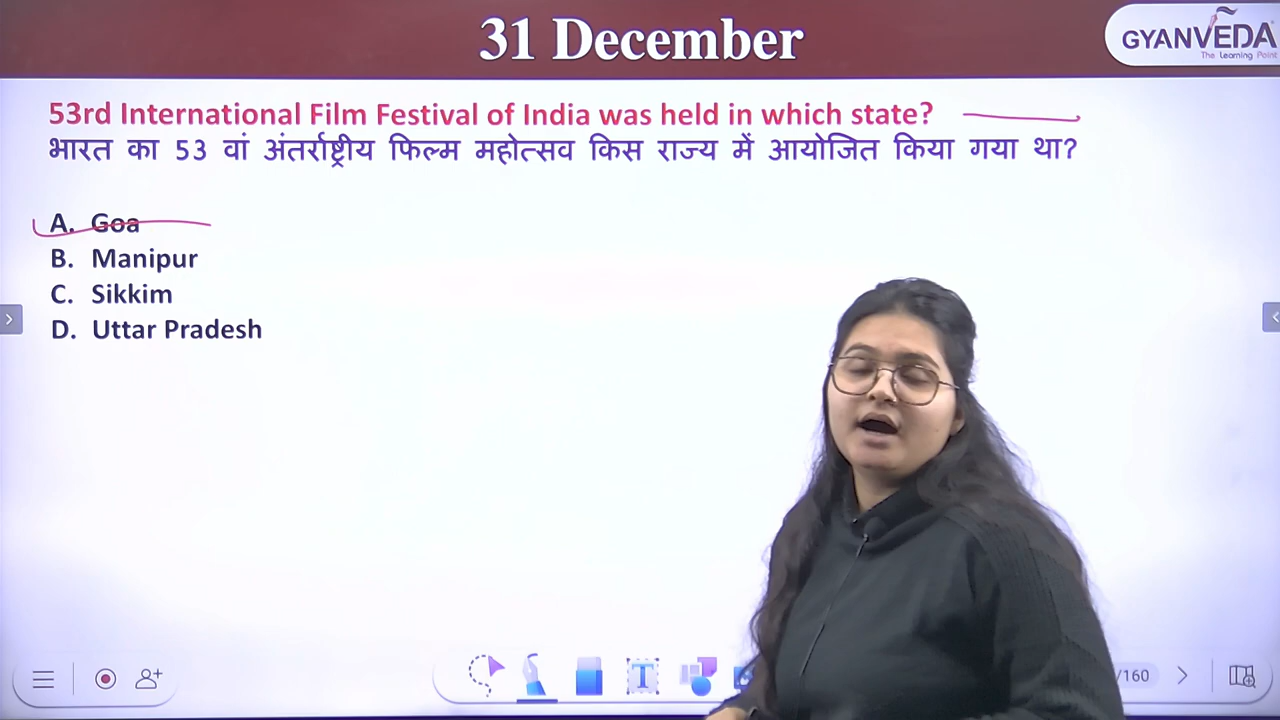 31 December
GYANVEDA
The Learning Point
53rd International Film Festival of India was held in which state?
भारत का 53 वां अंतर्राष्ट्रीय फिल्म महोत्सव किस राज्य में आयोजित किया गया था?
A. Goa
B. Manipur
C. Sikkim
D. Uttar Pradesh
T
/160